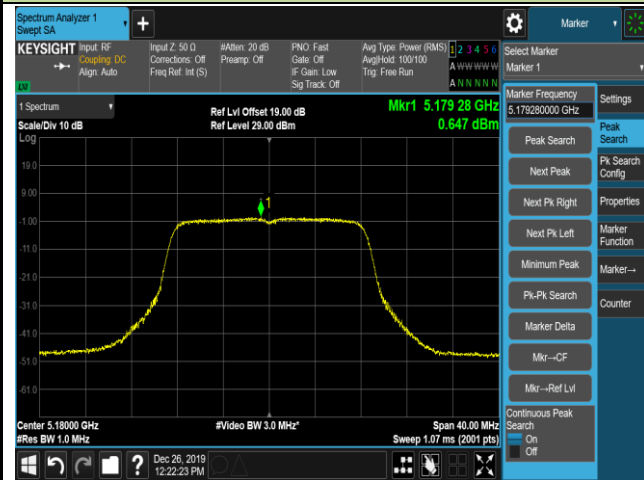 Spectrum Analyzer 1
Swept SA
Marker
KEYSIGHT
Input: RF
Coupling: DC
Align: Auto
Input Z: 50 Ω
Corrections: Off
Freq Ref: Int (S)
#Atten: 20 dB
Preamp: Off
PNO: Fast
Gate: Off
IF Gain: Low
Sig Track: Off
Avg Type: Power (RMS)
Avg|Hold: 100/100
Trig: Free Run
1 2 3 4 5 6
A W W W W W
A N N N N N
LXI
Select Marker
Marker 1
1 Spectrum
Scale/Div 10 dB
Log
Ref Lvl Offset 19.00 dB
Ref Level 29.00 dBm
Mkr1 5.179 28 GHz
0.647 dBm
19.0
9.00
-1.00
-11.0
-21.0
-31.0
-41.0
-51.0
-61.0
1
Center 5.18000 GHz
#Res BW 1.0 MHz
#Video BW 3.0 MHz*
Span 40.00 MHz
Sweep 1.07 ms (2001 pts)
Marker Frequency
5.179280000 GHz
Peak Search
Next Peak
Next Pk Right
Next Pk Left
Minimum Peak
Pk-Pk Search
Marker Delta
Mkr→CF
Mkr→Ref Lvl
Continuous Peak
Search
On
Off
Settings
Peak
Search
Pk Search
Config
Properties
Marker
Function
Marker→
Counter
?
Dec 26, 2019
12:22:23 PM